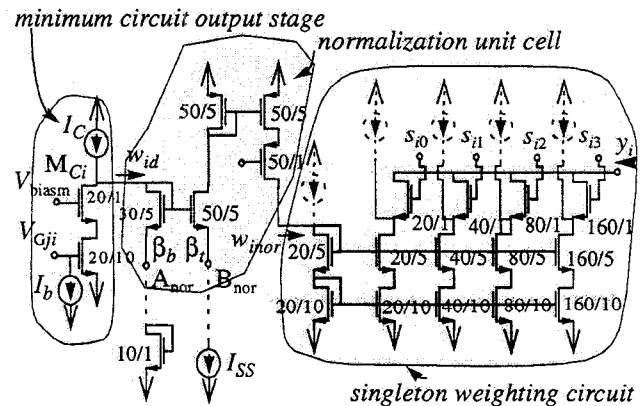 minimum circuit output stage
normalization unit cell
50/5 50/5
I_C
s_i0 s_i1 s_i2 s_i3 y_i
M_Ci w_id
50/1
V_biasm
20/1
30/5 50/5
20/1 40/1 80/1 160/1
V_Gji
β_b β_t
w_inor
20/5 20/5 40/5 80/5 160/5
20/10
A_nor B_nor
I_b
20/10 20/10 40/10 80/10 160/10
10/1
I_SS
singleton weighting circuit